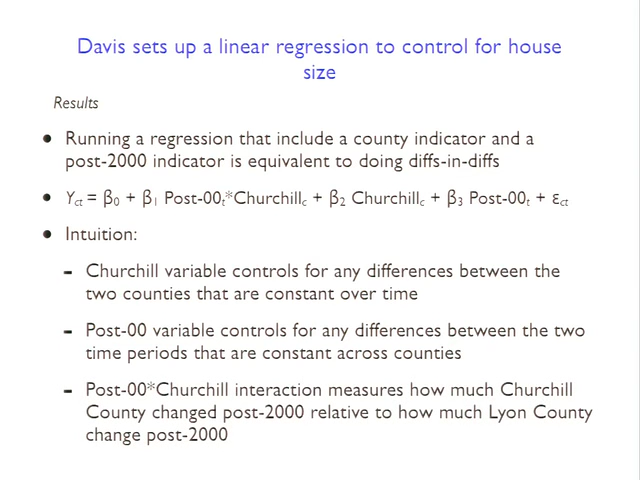 Davis sets up a linear regression to control for house
size
Results
• Running a regression that include a county indicator and a
post-2000 indicator is equivalent to doing diffs-in-diffs
• Yct = β0 + β1 Post-00t*Churchillc + β2 Churchillc + β3 Post-00t + εct
• Intuition:
- Churchill variable controls for any differences between the
two counties that are constant over time
- Post-00 variable controls for any differences between the two
time periods that are constant across counties
- Post-00*Churchill interaction measures how much Churchill
County changed post-2000 relative to how much Lyon County
change post-2000